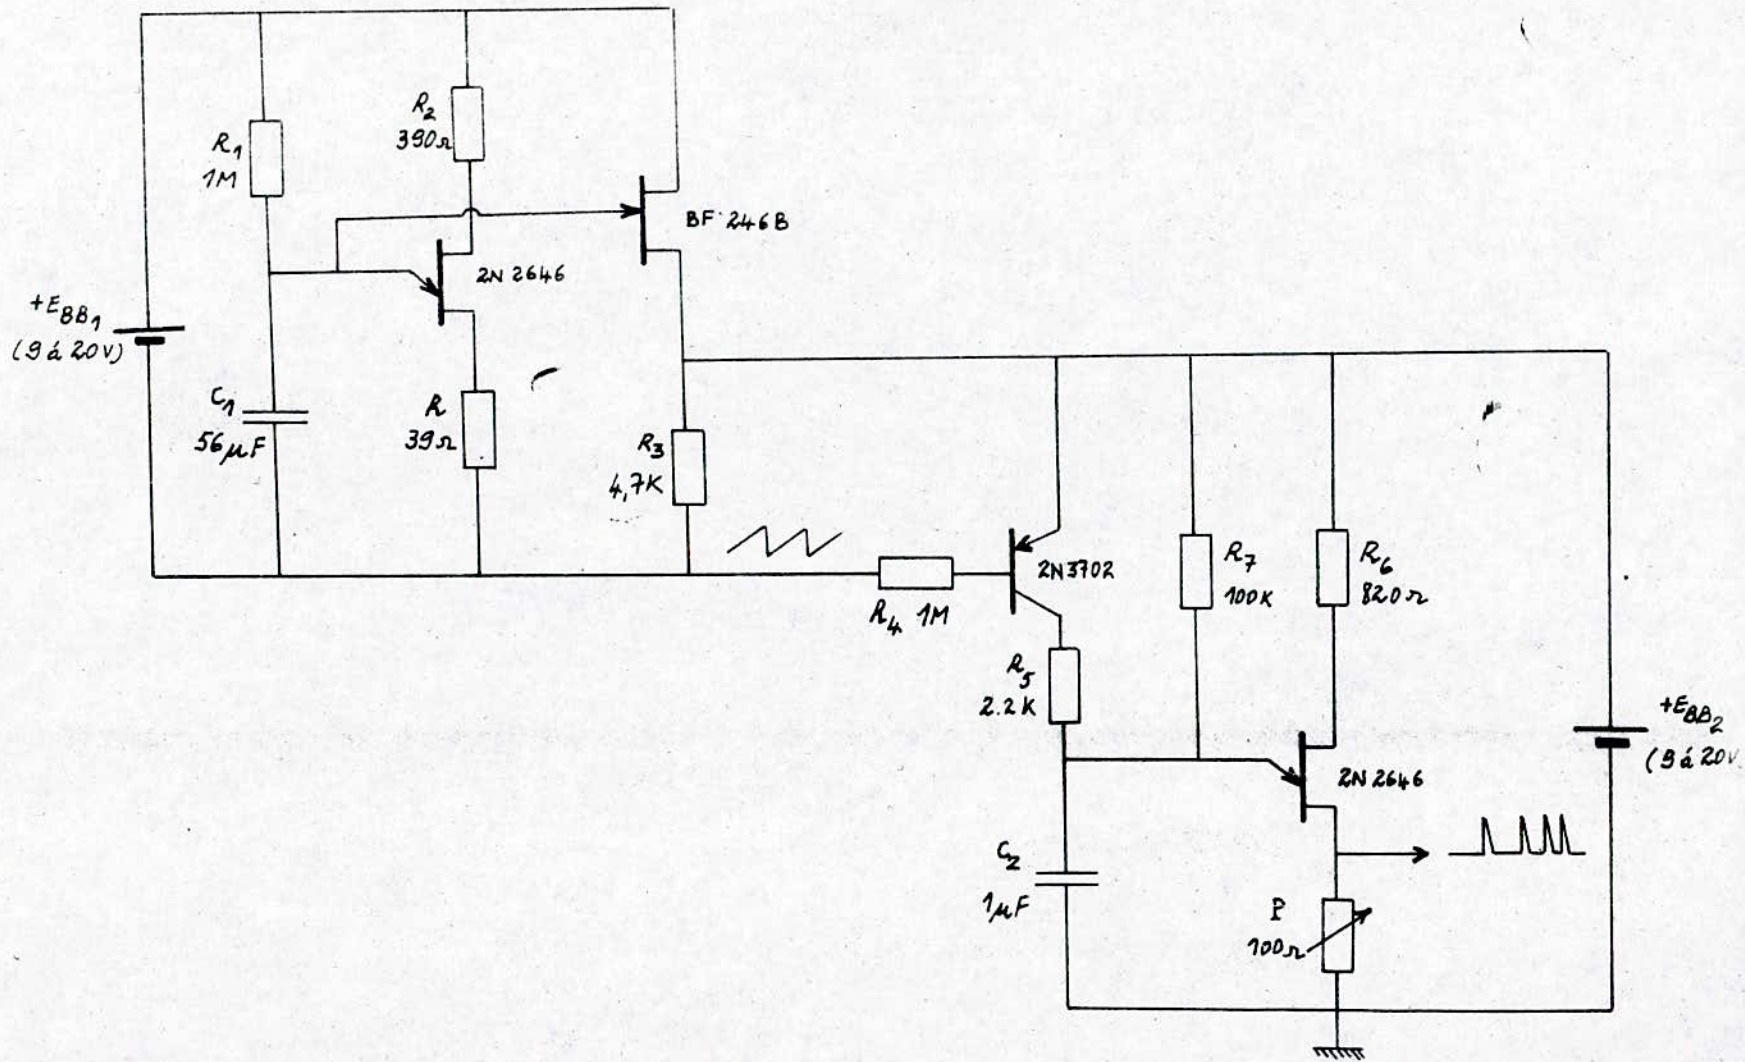 R1
1M
R2
390Ω
BF 246B
2N 2646
+EBB1
(9 à 20V)
C1
56µF
R
39Ω
R3
4,7K
R4 1M
2N3702
R7
100K
R6
820Ω
R5
2.2K
+EBB2
(9 à 20V
2N 2646
C2
1µF
P
100Ω